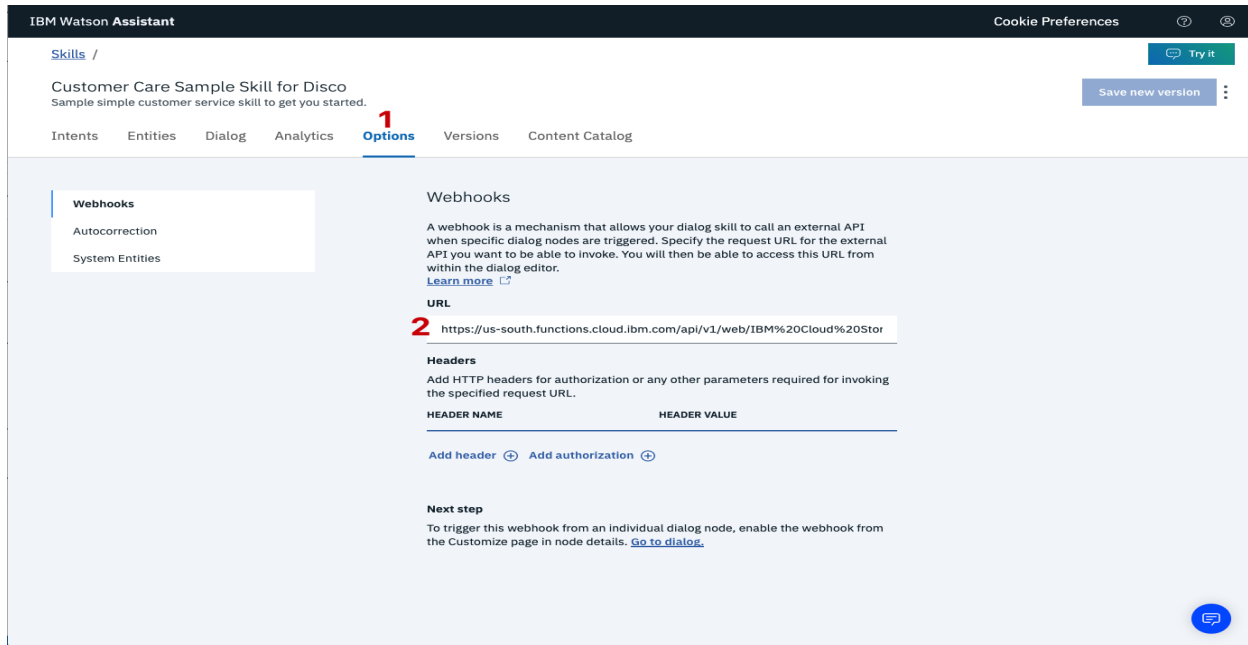 IBM Watson Assistant Cookie Preferences
Skills /
Try it
Customer Care Sample Skill for Disco
Sample simple customer service skill to get you started.
Save new version
1
Intents Entities Dialog Analytics Options Versions Content Catalog
Webhooks
Autocorrection
System Entities
Webhooks
A webhook is a mechanism that allows your dialog skill to call an external API
when specific dialog nodes are triggered. Specify the request URL for the external
API you want to be able to invoke. You will then be able to access this URL from
within the dialog editor.
Learn more
URL
2 https://us-south.functions.cloud.ibm.com/api/v1/web/IBM%20Cloud%20Stor
Headers
Add HTTP headers for authorization or any other parameters required for invoking
the specified request URL.
HEADER NAME HEADER VALUE
Add header Add authorization
Next step
To trigger this webhook from an individual dialog node, enable the webhook from
the Customize page in node details. Go to dialog.